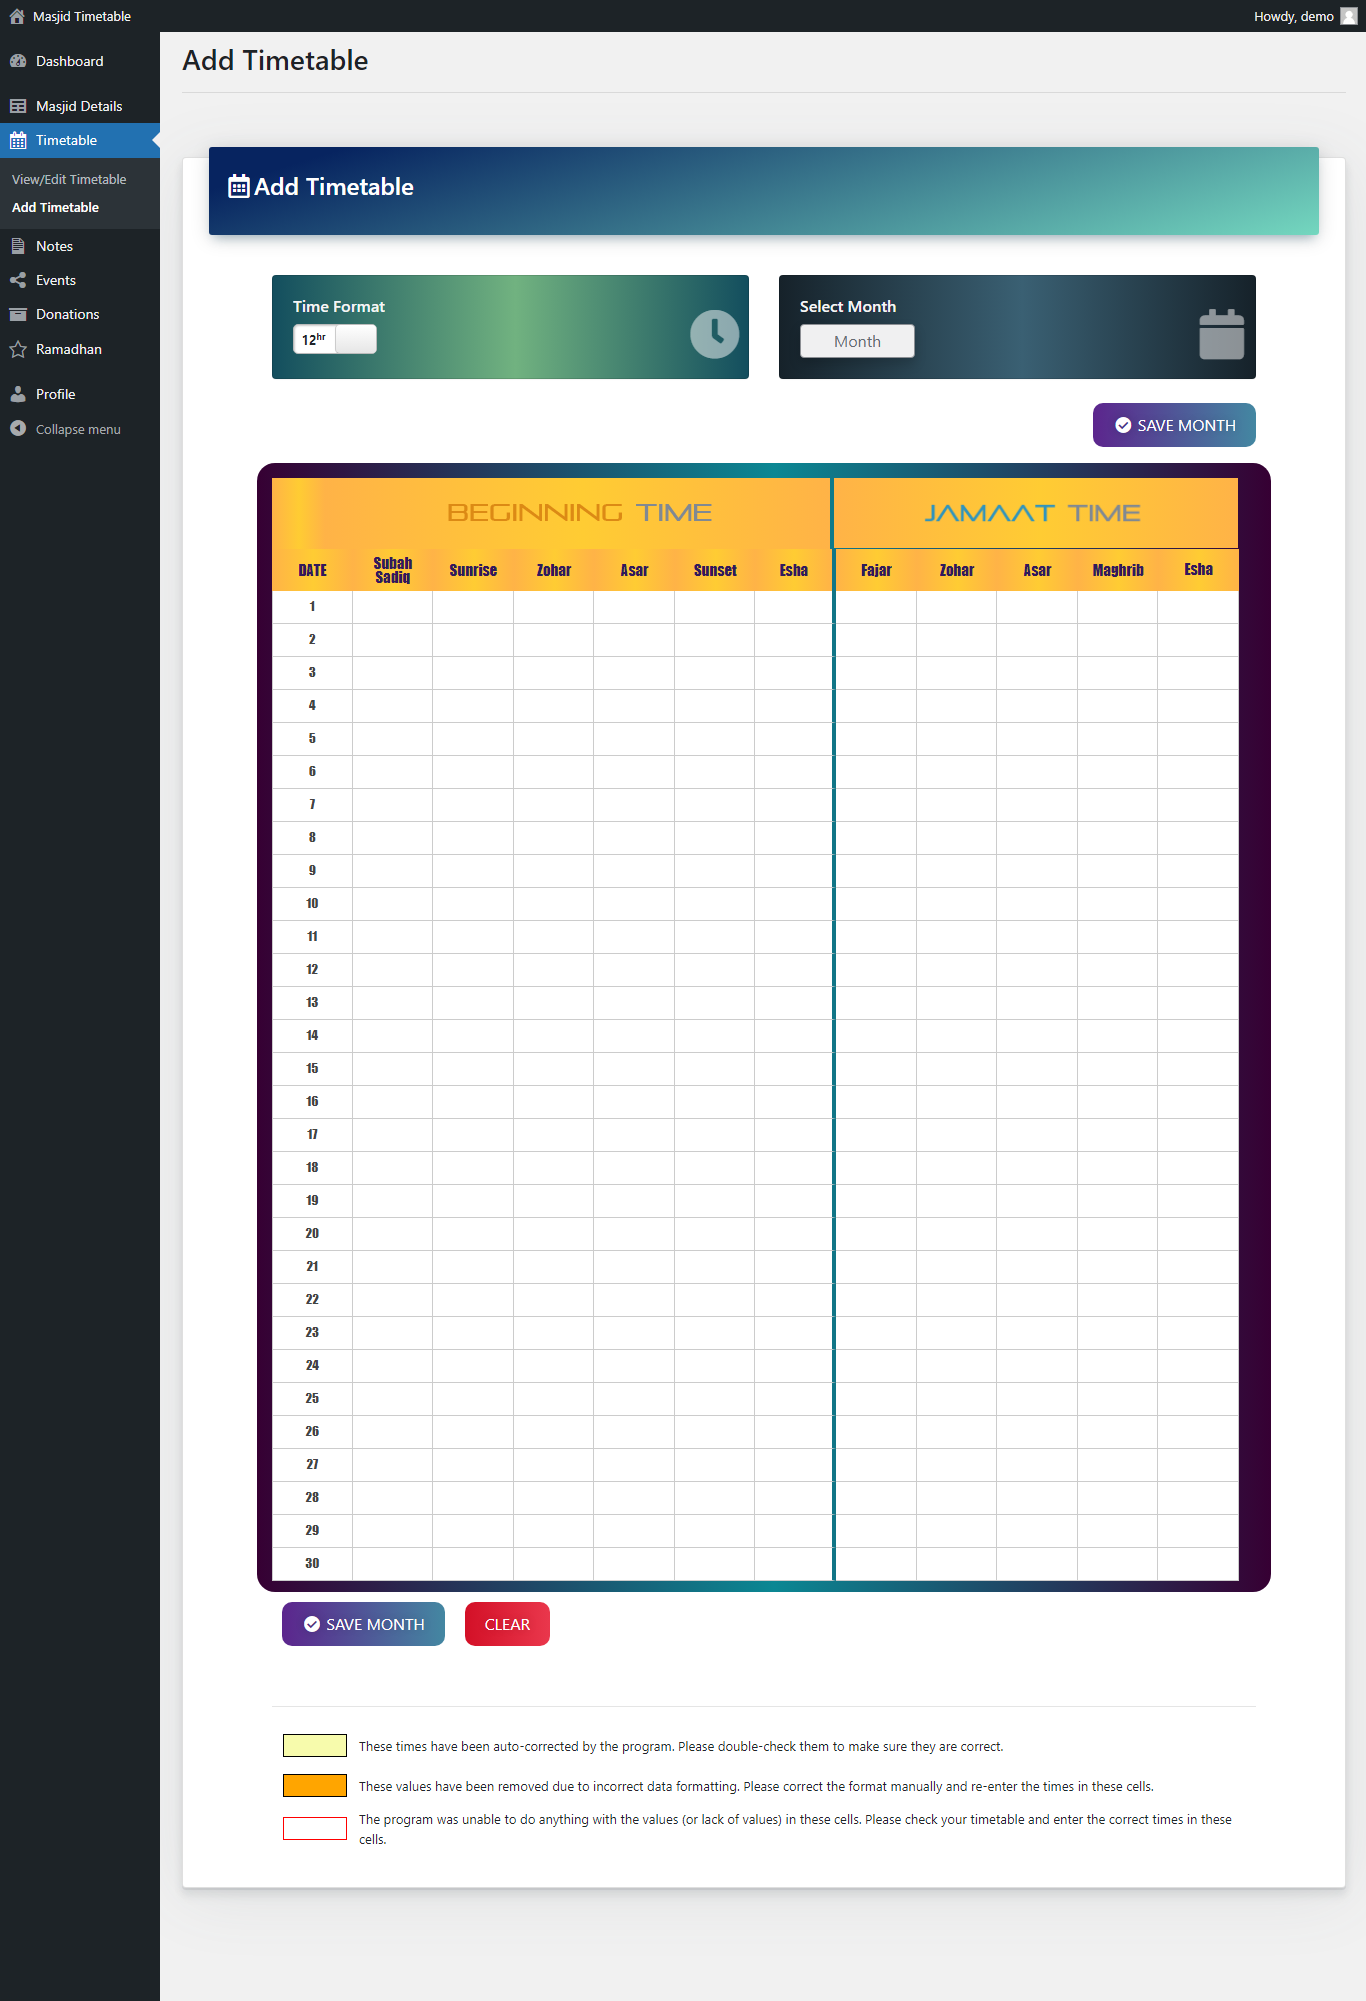 Masjid Timetable
Howdy, demo
Dashboard
Masjid Details
Timetable
View/Edit Timetable
Add Timetable
Notes
Events
Donations
Ramadhan
Profile
Collapse menu
Add Timetable
Add Timetable
Time Format
12hr
Select Month
Month
SAVE MONTH
BEGINNING TIME JAMAAT TIME
DATE Subah Sadiq Sunrise Zohar Asar Sunset Esha Fajar Zohar Asar Maghrib Esha
1
2
3
4
5
6
7
8
9
10
11
12
13
14
15
16
17
18
19
20
21
22
23
24
25
26
27
28
29
30
SAVE MONTH CLEAR
These times have been auto-corrected by the program. Please double-check them to make sure they are correct.
These values have been removed due to incorrect data formatting. Please correct the format manually and re-enter the times in these cells.
The program was unable to do anything with the values (or lack of values) in these cells. Please check your timetable and enter the correct times in these
cells.